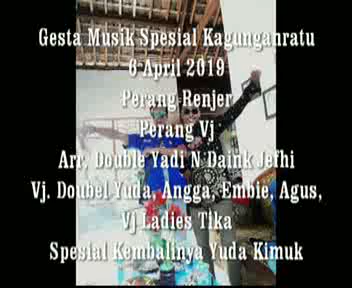 Gesta Musik Spesial Kagunganratu
6 April 2019
Perang Renjer
Perang Vj
Arr, Double Yadi N Daink Jefhi
Vj. Doubel Yuda, Angga, Embie, Agus,
Vj Ladies Tika
Spesial Kembalinya Yuda Kimuk